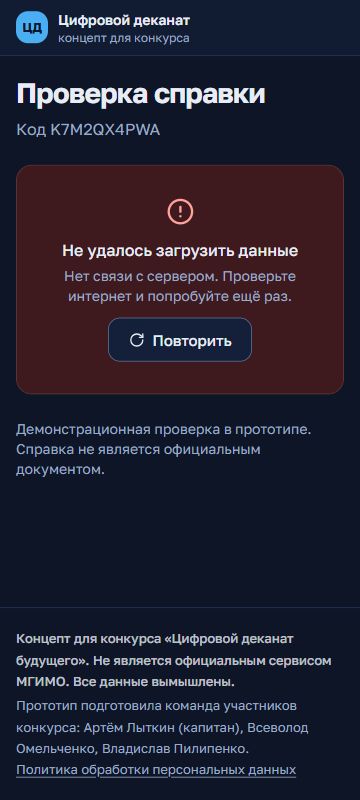 ЦД
Цифровой деканат
концепт для конкурса
Проверка справки
Код K7M2QX4PWA
Не удалось загрузить данные
Нет связи с сервером. Проверьте
интернет и попробуйте ещё раз.
Повторить
Демонстрационная проверка в прототипе.
Справка не является официальным
документом.
Концепт для конкурса «Цифровой деканат
будущего». Не является официальным сервисом
МГИМО. Все данные вымышлены.
Прототип подготовила команда участников
конкурса: Артём Лыткин (капитан), Всеволод
Омельченко, Владислав Пилипенко.
Политика обработки персональных данных